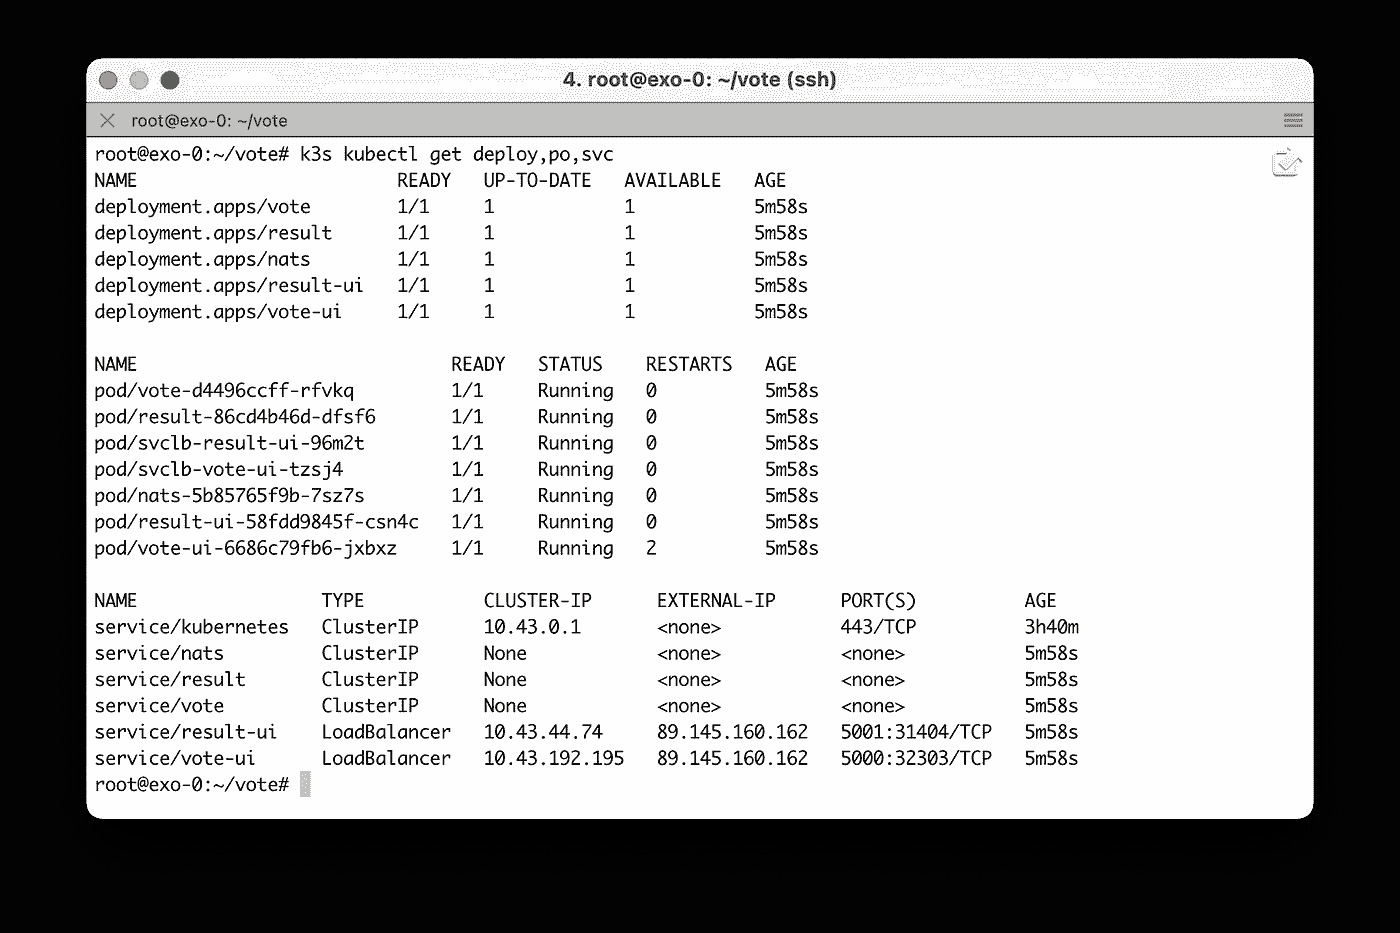 4. root@exo-0: ~/vote (ssh)
root@exo-0: ~/vote
root@exo-0:~/vote# k3s kubectl get deploy,po,svc
NAME READY UP-TO-DATE AVAILABLE AGE
deployment.apps/vote 1/1 1 1 5m58s
deployment.apps/result 1/1 1 1 5m58s
deployment.apps/nats 1/1 1 1 5m58s
deployment.apps/result-ui 1/1 1 1 5m58s
deployment.apps/vote-ui 1/1 1 1 5m58s
NAME READY STATUS RESTARTS AGE
pod/vote-d4496ccff-rfvkq 1/1 Running 0 5m58s
pod/result-86cd4b46d-dfsf6 1/1 Running 0 5m58s
pod/svclb-result-ui-96m2t 1/1 Running 0 5m58s
pod/svclb-vote-ui-tzsj4 1/1 Running 0 5m58s
pod/nats-5b85765f9b-7sz7s 1/1 Running 0 5m58s
pod/result-ui-58fdd9845f-csn4c 1/1 Running 0 5m58s
pod/vote-ui-6686c79fb6-jxbxz 1/1 Running 2 5m58s
NAME TYPE CLUSTER-IP EXTERNAL-IP PORT(S) AGE
service/kubernetes ClusterIP 10.43.0.1 <none> 443/TCP 3h40m
service/nats ClusterIP None <none> <none> 5m58s
service/result ClusterIP None <none> <none> 5m58s
service/vote ClusterIP None <none> <none> 5m58s
service/result-ui LoadBalancer 10.43.44.74 89.145.160.162 5001:31404/TCP 5m58s
service/vote-ui LoadBalancer 10.43.192.195 89.145.160.162 5000:32303/TCP 5m58s
root@exo-0:~/vote#